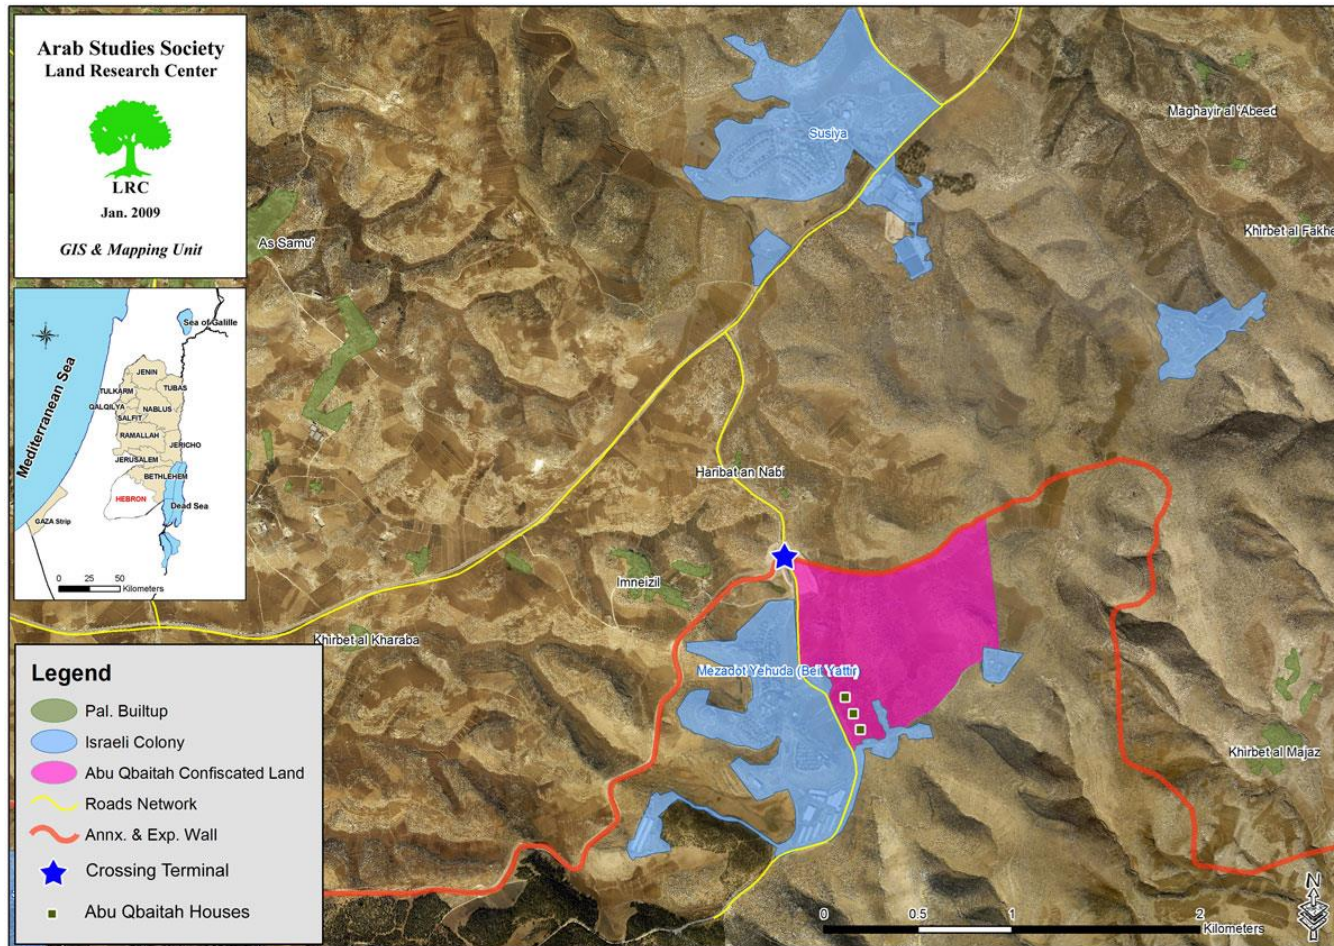 Arab Studies Society
Land Research Center
LRC
Jan. 2009
GIS & Mapping Unit
Mediterranean Sea
Sea of Galille
JENIN
TULKARM
TUBAS
QALQILYA
NABLUS
SALFIT
RAMALLAH
JERICHO
JERUSALEM
BETHLEHEM
HEBRON
Dead Sea
GAZA Strip
0 25 50
Kilometers
Susiya
Maghayir al 'Abeed
As Samu'
Khirbet al Fakhe
Haribat an Nabi
Imneizil
Khirbet al Kharaba
Mezadot Yehuda (Beit Yattir)
Khirbet al Majaz
Legend
Pal. Builtup
Israeli Colony
Abu Qbaitah Confiscated Land
Roads Network
Annx. & Exp. Wall
Crossing Terminal
Abu Qbaitah Houses
N
0 0.5 1 2
Kilometers